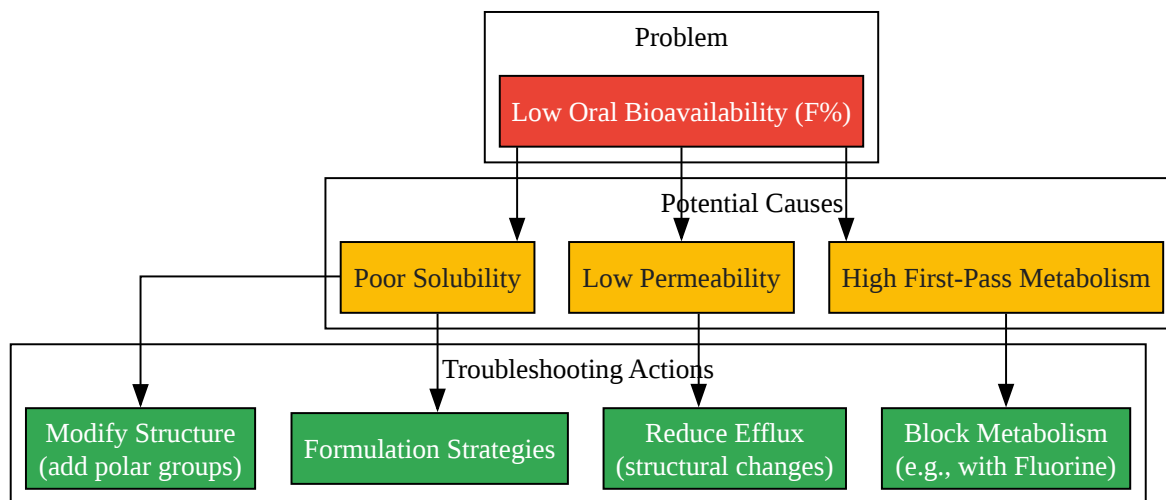 Problem
Low Oral Bioavailability (F%)
Potential Causes
Poor Solubility
Low Permeability
High First-Pass Metabolism
Troubleshooting Actions
Modify Structure
(add polar groups)
Formulation Strategies
Reduce Efflux
(structural changes)
Block Metabolism
(e.g., with Fluorine)